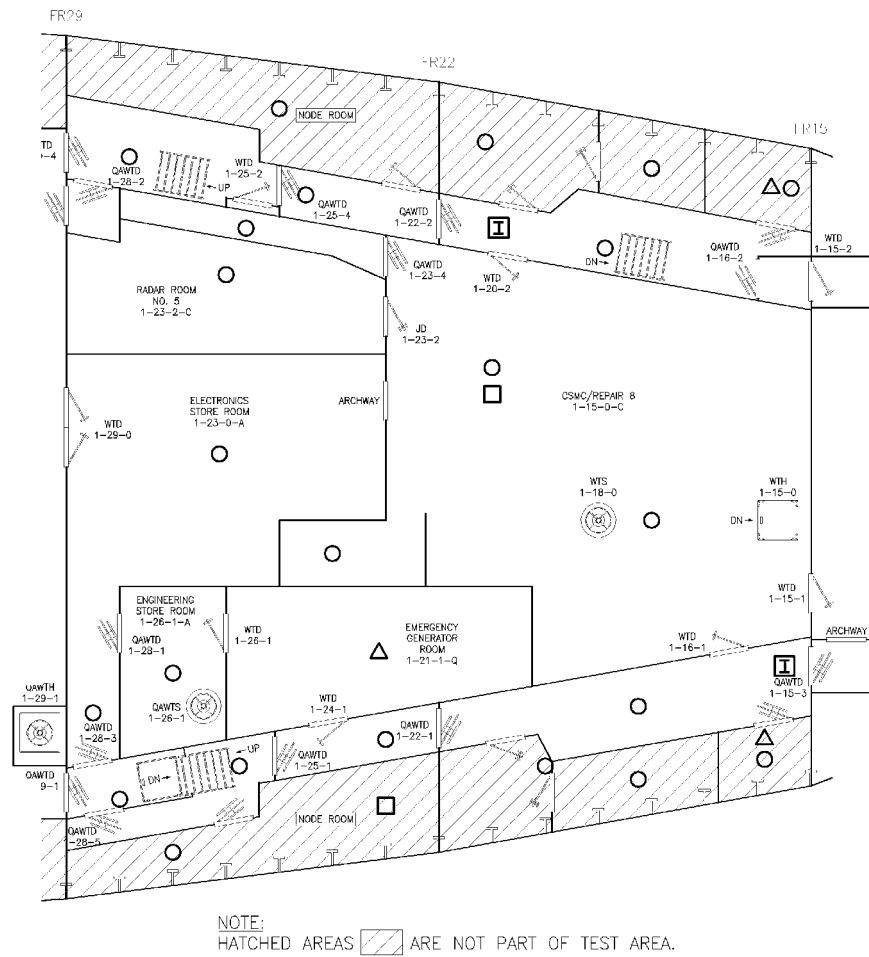 FR29
FR22
FR15
NODE ROOM
QAWTD
1-28-2
UP
WTD
1-25-2
QAWTD
1-25-4
QAWTD
1-22-2
QAWTD
1-23-4
WTD
1-20-2
DN
QAWTD
1-16-2
WTD
1-15-2
RADAR ROOM
NO. 5
1-23-2-C
JD
1-23-2
ARCHWAY
WTD
1-29-0
ELECTRONICS
STORE ROOM
1-23-0-A
CSMC/REPAIR 8
1-15-0-C
WTS
1-18-0
WTH
1-15-0
DN
WTD
1-15-1
ARCHWAY
ENGINEERING
STORE ROOM
1-26-1-A
QAWTD
1-28-1
WTD
1-26-1
EMERGENCY
GENERATOR
ROOM
1-21-1-Q
WTD
1-16-1
I
I
QAWTD
1-15-3
QAWTH
1-29-1
QAWTS
1-26-1
QAWTD
1-28-3
WTD
1-24-1
QAWTD
1-22-1
UP
DN
QAWTD
1-25-1
QAWTD
9-1
QAWTD
1-28-5
NODE ROOM
NOTE:
HATCHED AREAS ARE NOT PART OF TEST AREA.